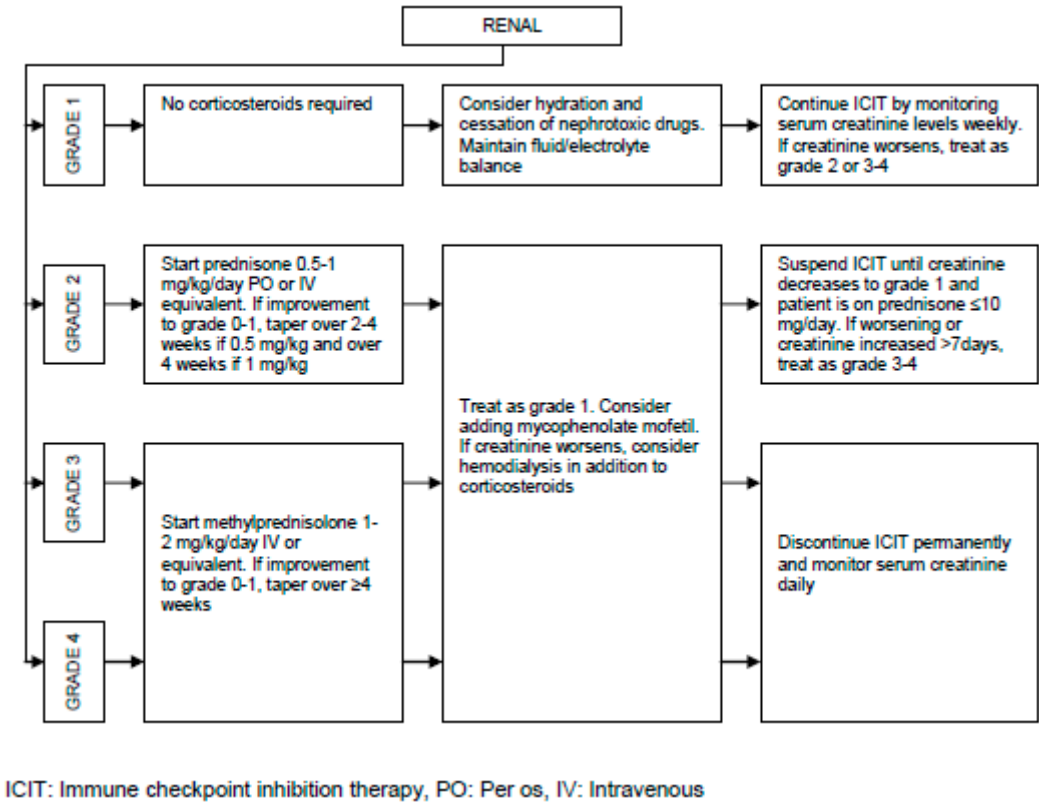 RENAL
GRADE 1
No corticosteroids required
Consider hydration and
cessation of nephrotoxic drugs.
Maintain fluid/electrolyte
balance
Continue ICIT by monitoring
serum creatinine levels weekly.
If creatinine worsens, treat as
grade 2 or 3-4
GRADE 2
Start prednisone 0.5-1
mg/kg/day PO or IV
equivalent. If improvement
to grade 0-1, taper over 2-4
weeks if 0.5 mg/kg and over
4 weeks if 1 mg/kg
Treat as grade 1. Consider
adding mycophenolate mofetil.
If creatinine worsens, consider
hemodialysis in addition to
corticosteroids
Suspend ICIT until creatinine
decreases to grade 1 and
patient is on prednisone ≤10
mg/day. If worsening or
creatinine increased >7days,
treat as grade 3-4
GRADE 3
Start methylprednisolone 1-
2 mg/kg/day IV or
equivalent. If improvement
to grade 0-1, taper over ≥4
weeks
Discontinue ICIT permanently
and monitor serum creatinine
daily
GRADE 4
ICIT: Immune checkpoint inhibition therapy, PO: Per os, IV: Intravenous